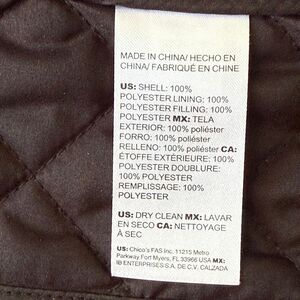 MADE IN CHINA/ HECHO EN
CHINA/ FABRIQUÉ EN CHINE
US: SHELL: 100%
POLYESTER LINING: 100%
POLYESTER FILLING: 100%
POLYESTER MX: TELA
EXTERIOR: 100% poliéster
FORRO: 100% poliéster
RELLENO: 100% poliéster CA:
ÉTOFFE EXTÉRIEURE: 100%
POLYESTER DOUBLURE:
100% POLYESTER
REMPLISSAGE: 100%
POLYESTER
US: DRY CLEAN MX: LAVAR
EN SECO CA: NETTOYAGE
À SEC
US: Chico's FAS Inc. 11215 Metro
Parkway Fort Myers, FL 33966 USA MX:
IB ENTERPRISES S.A. DE C.V. CALZADA